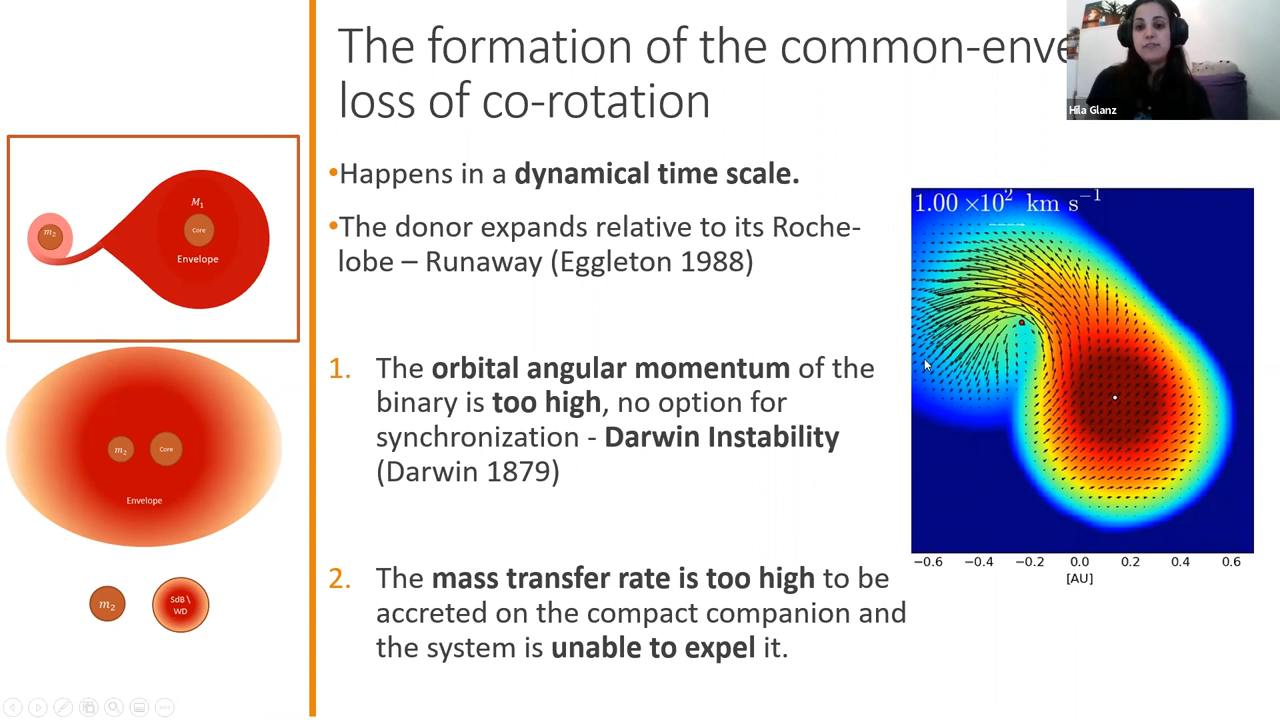 The formation of the common-enve
loss of co-rotation
Hila Glanz
•Happens in a dynamical time scale.
•The donor expands relative to its Roche-
lobe – Runaway (Eggleton 1988)
1. The orbital angular momentum of the
binary is too high, no option for
synchronization - Darwin Instability
(Darwin 1879)
2. The mass transfer rate is too high to be
accreted on the compact companion and
the system is unable to expel it.
M₁
m₂
Core
Envelope
m₂
Core
Envelope
m₂
SdB \
WD
1.00 ×10² km s⁻¹
−0.6 −0.4 −0.2 0.0 0.2 0.4 0.6
[AU]